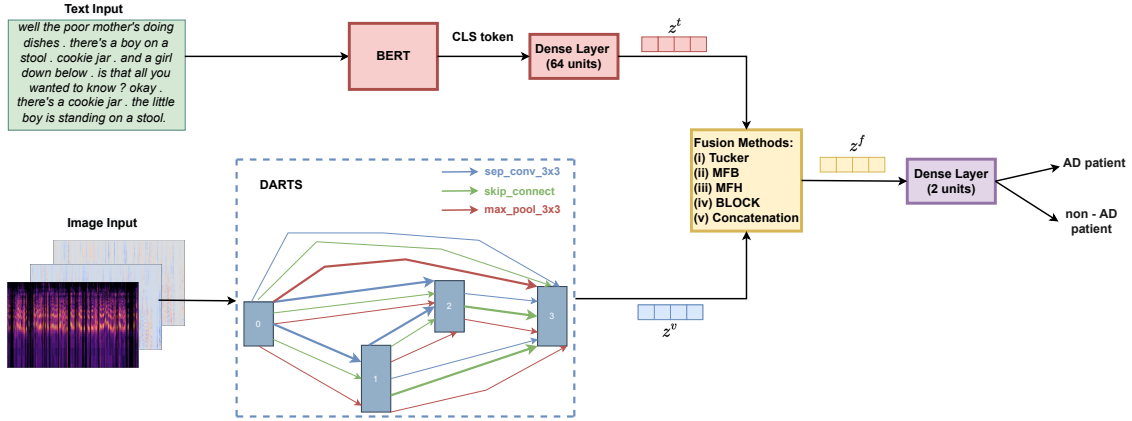 Text Input
well the poor mother's doing
dishes . there's a boy on a
stool . cookie jar . and a girl
down below . is that all you
wanted to know ? okay .
there's a cookie jar . the little
boy is standing on a stool.
BERT
CLS token
Dense Layer
(64 units)
z^t
Fusion Methods:
(i) Tucker
(ii) MFB
(iii) MFH
(iv) BLOCK
(v) Concatenation
z^f
Dense Layer
(2 units)
AD patient
non - AD
patient
DARTS
sep_conv_3x3
skip_connect
max_pool_3x3
Image Input
0
1
2
3
z^v